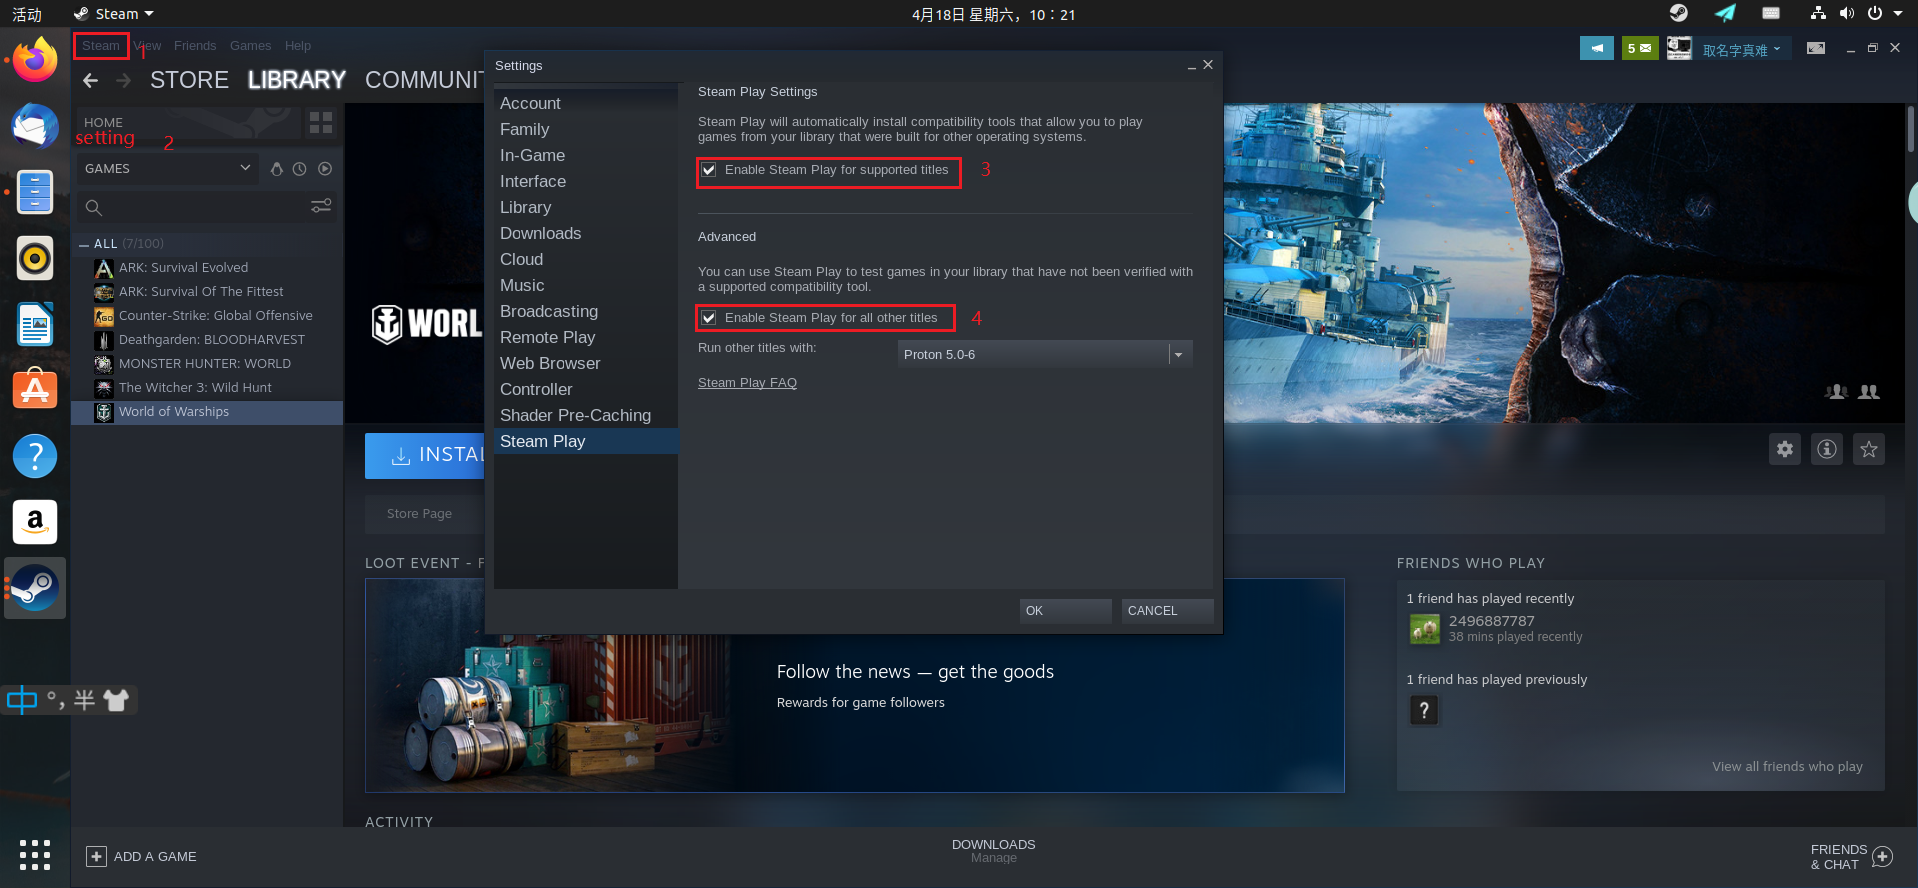 活动
Steam
4月18日 星期六，10：21
Steam View Friends Games Help
1
5
取名字真难
STORE LIBRARY COMMUNIT
HOME
setting 2
GAMES
ALL (7/100)
ARK: Survival Evolved
ARK: Survival Of The Fittest
Counter-Strike: Global Offensive
Deathgarden: BLOODHARVEST
MONSTER HUNTER: WORLD
The Witcher 3: Wild Hunt
World of Warships
Settings
Account
Family
In-Game
Interface
Library
Downloads
Cloud
Music
Broadcasting
Remote Play
Web Browser
Controller
Shader Pre-Caching
Steam Play
Steam Play Settings
Steam Play will automatically install compatibility tools that allow you to play
games from your library that were built for other operating systems.
Enable Steam Play for supported titles 3
Advanced
You can use Steam Play to test games in your library that have not been verified with
a supported compatibility tool.
Enable Steam Play for all other titles 4
Run other titles with: Proton 5.0-6
Steam Play FAQ
OK CANCEL
WORL
INSTAL
Store Page
LOOT EVENT - F
Follow the news — get the goods
Rewards for game followers
FRIENDS WHO PLAY
1 friend has played recently
2496887787
38 mins played recently
1 friend has played previously
?
View all friends who play
ACTIVITY
中 °, 半
ADD A GAME
DOWNLOADS
Manage
FRIENDS
& CHAT